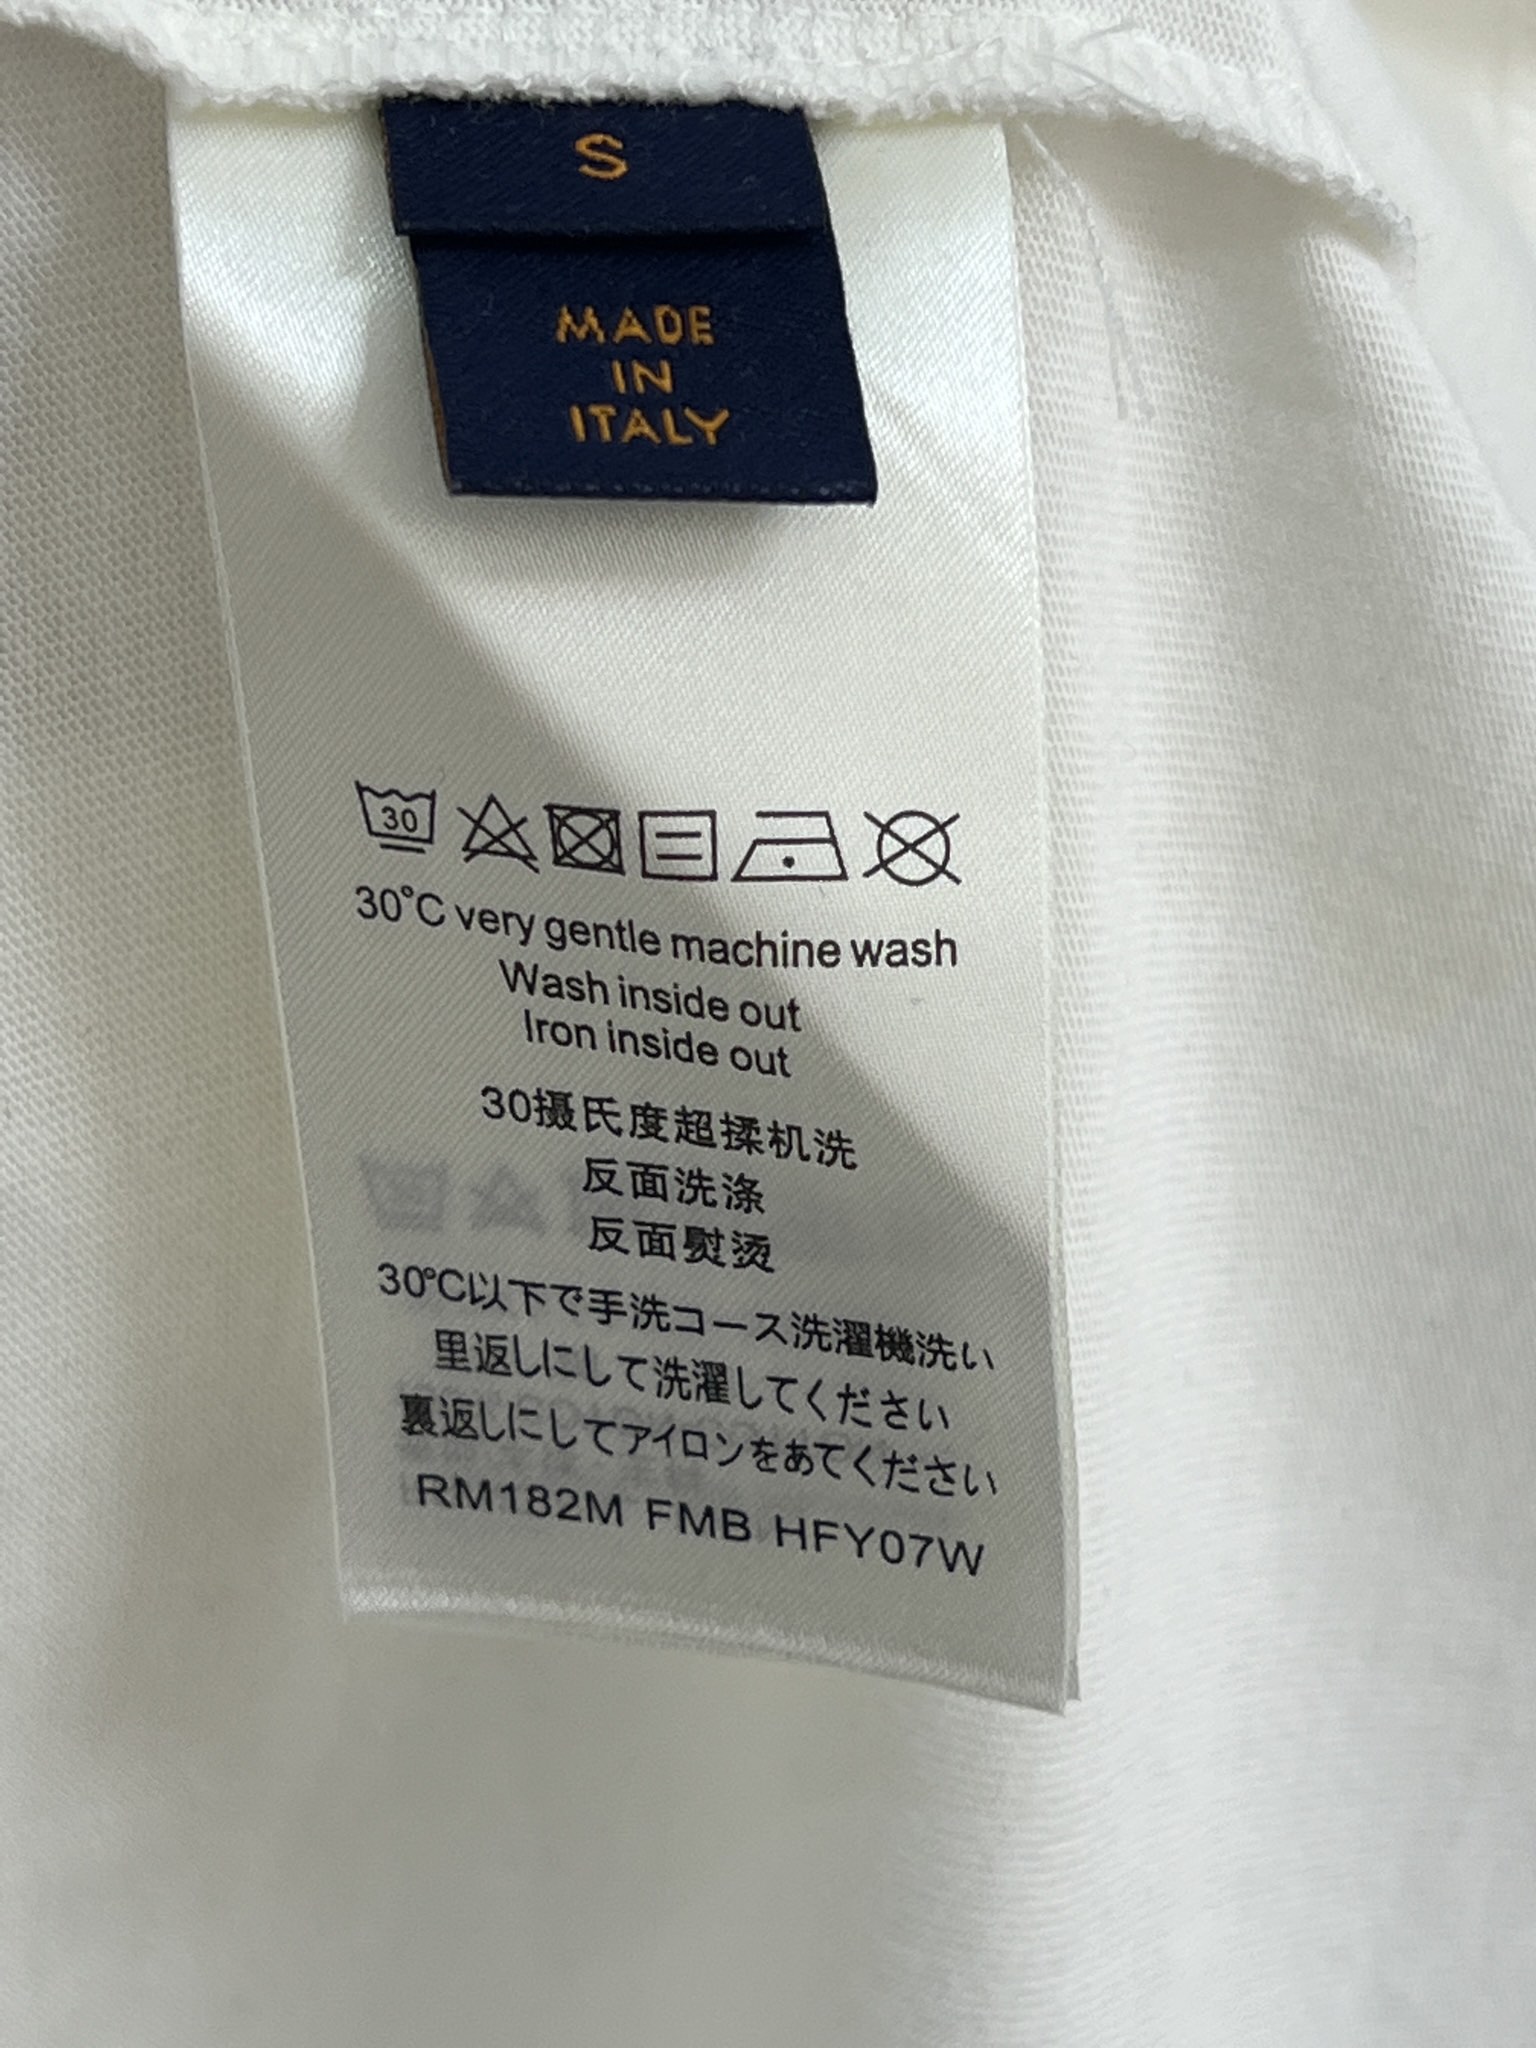 S
MADE
IN
ITALY
30
30°C very gentle machine wash
Wash inside out
Iron inside out
30摄氏度超揉机洗
反面洗涤
反面熨烫
30℃以下で手洗コース洗濯機洗い
里返しにして洗濯してください
裏返しにしてアイロンをあてください
RM182M FMB HFY07W